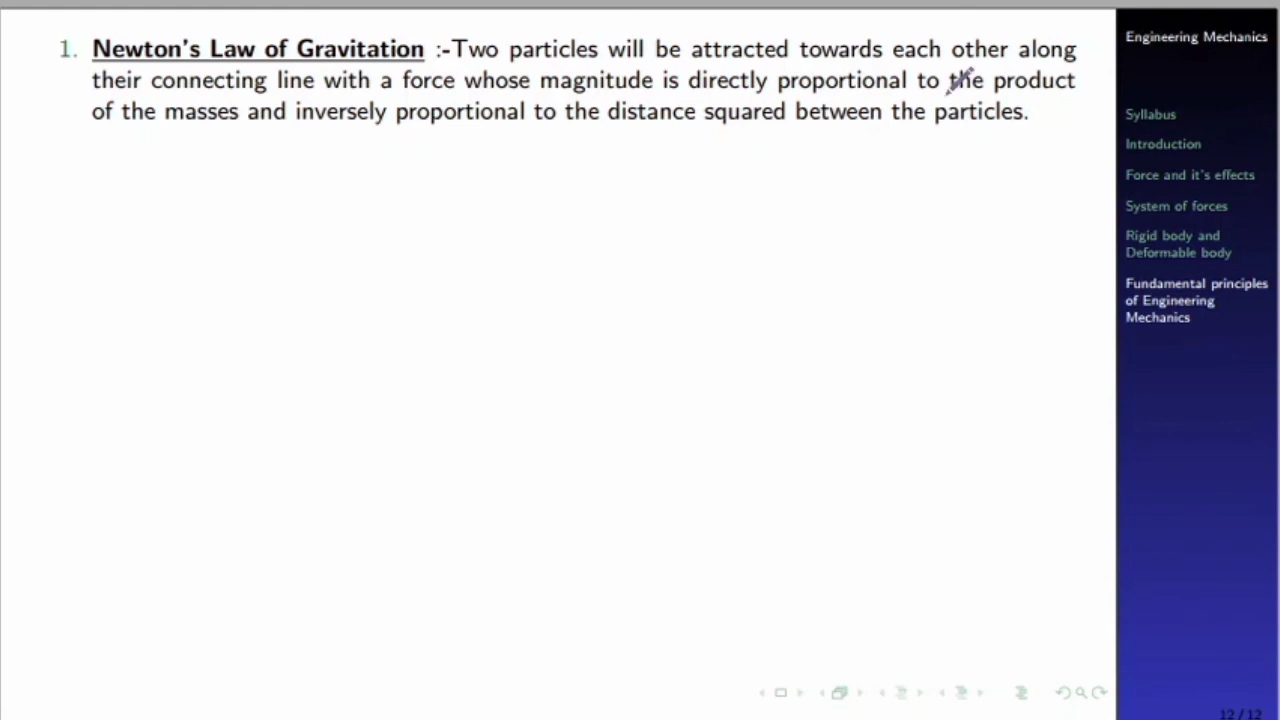 1. Newton's Law of Gravitation :-Two particles will be attracted towards each other along
their connecting line with a force whose magnitude is directly proportional to the product
of the masses and inversely proportional to the distance squared between the particles.
Engineering Mechanics
Syllabus
Introduction
Force and it's effects
System of forces
Rigid body and
Deformable body
Fundamental principles
of Engineering
Mechanics
12/12